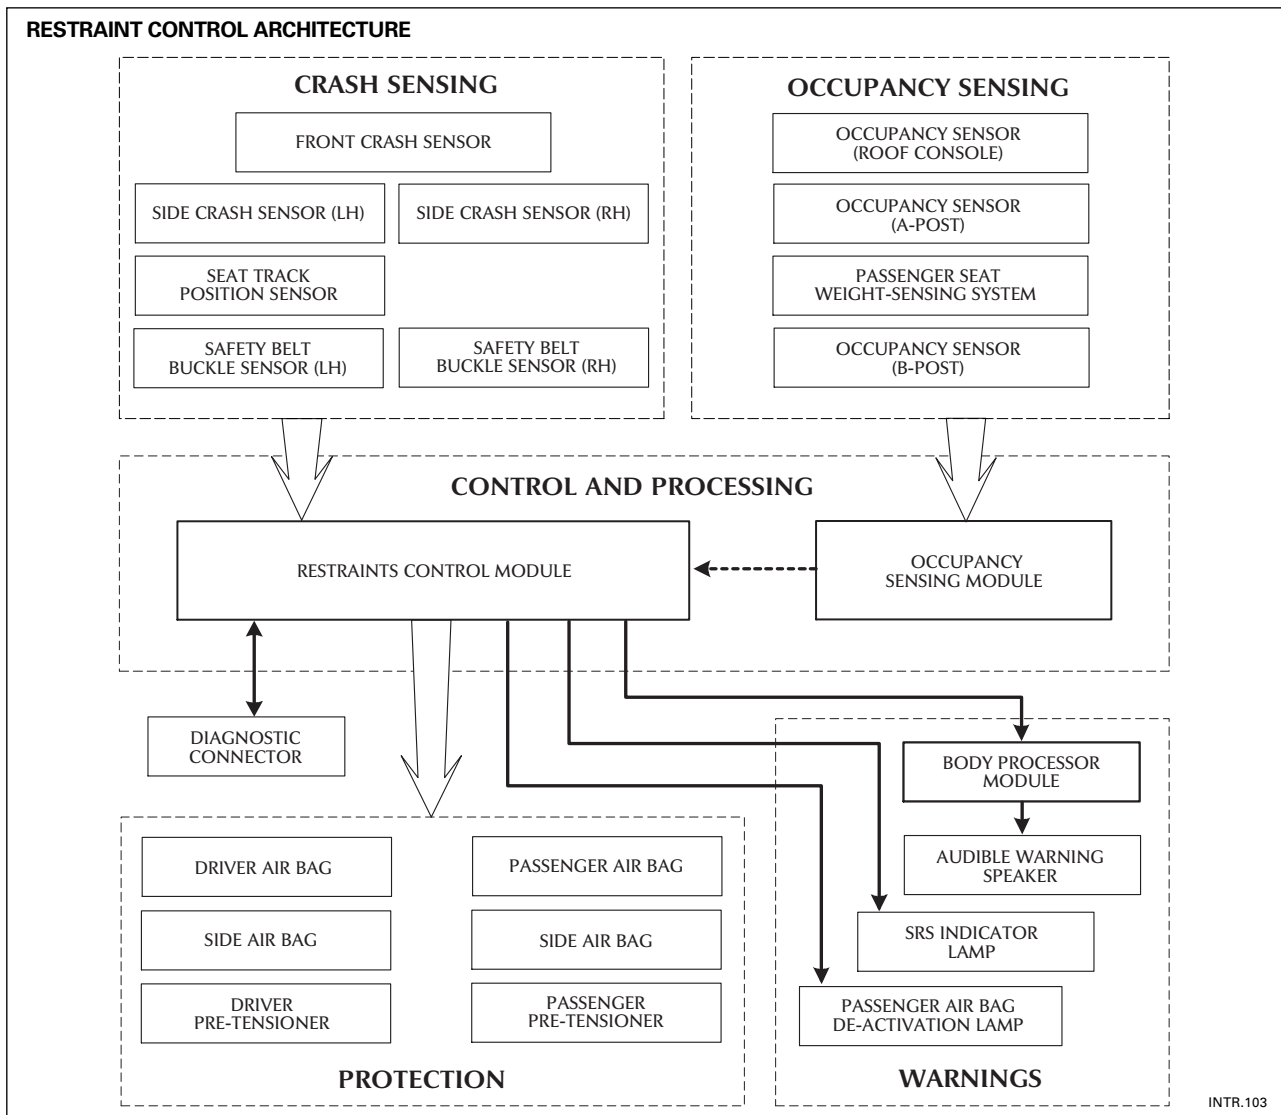 RESTRAINT CONTROL ARCHITECTURE
CRASH SENSING
FRONT CRASH SENSOR
SIDE CRASH SENSOR (LH)
SIDE CRASH SENSOR (RH)
SEAT TRACK
POSITION SENSOR
SAFETY BELT
BUCKLE SENSOR (LH)
SAFETY BELT
BUCKLE SENSOR (RH)
OCCUPANCY SENSING
OCCUPANCY SENSOR
(ROOF CONSOLE)
OCCUPANCY SENSOR
(A-POST)
PASSENGER SEAT
WEIGHT-SENSING SYSTEM
OCCUPANCY SENSOR
(B-POST)
CONTROL AND PROCESSING
RESTRAINTS CONTROL MODULE
OCCUPANCY
SENSING MODULE
DIAGNOSTIC
CONNECTOR
DRIVER AIR BAG
PASSENGER AIR BAG
SIDE AIR BAG
SIDE AIR BAG
DRIVER
PRE-TENSIONER
PASSENGER
PRE-TENSIONER
PROTECTION
BODY PROCESSOR
MODULE
AUDIBLE WARNING
SPEAKER
SRS INDICATOR
LAMP
PASSENGER AIR BAG
DE-ACTIVATION LAMP
WARNINGS
INTR.103